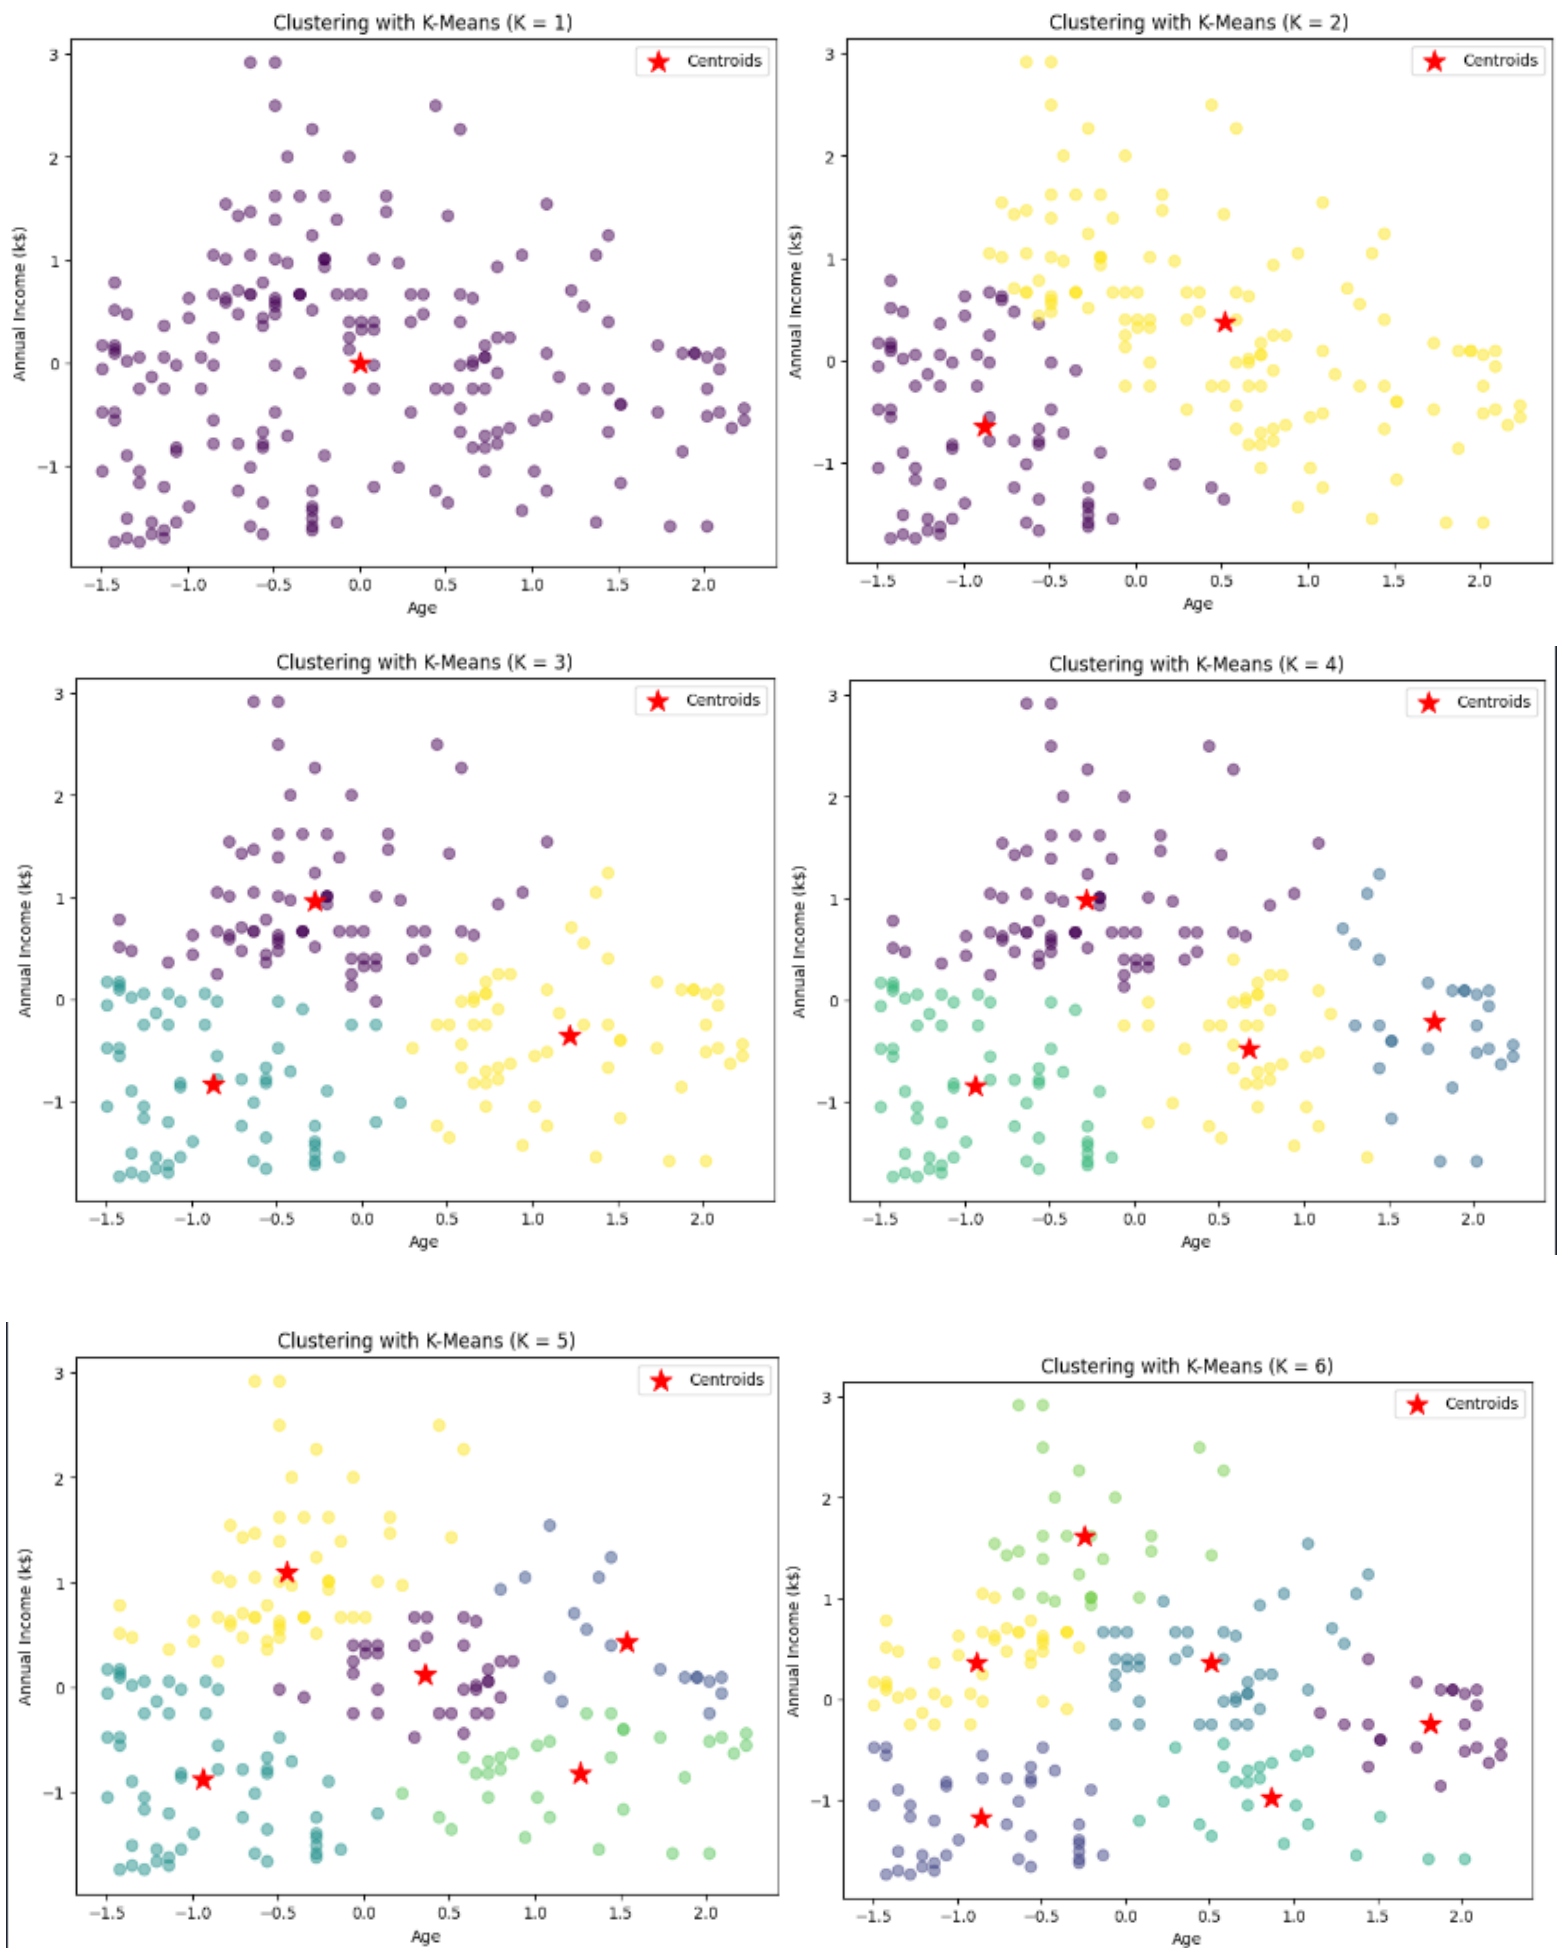 Clustering with K-Means (K = 1)
Centroids
3
2
1
0
−1
Annual Income (k$)
−1.5 −1.0 −0.5 0.0 0.5 1.0 1.5 2.0
Age
Clustering with K-Means (K = 2)
Centroids
3
2
1
0
−1
Annual Income (k$)
−1.5 −1.0 −0.5 0.0 0.5 1.0 1.5 2.0
Age
Clustering with K-Means (K = 3)
Centroids
3
2
1
0
−1
Annual Income (k$)
−1.5 −1.0 −0.5 0.0 0.5 1.0 1.5 2.0
Age
Clustering with K-Means (K = 4)
Centroids
3
2
1
0
−1
Annual Income (k$)
−1.5 −1.0 −0.5 0.0 0.5 1.0 1.5 2.0
Age
Clustering with K-Means (K = 5)
Centroids
3
2
1
0
−1
Annual Income (k$)
−1.5 −1.0 −0.5 0.0 0.5 1.0 1.5 2.0
Age
Clustering with K-Means (K = 6)
Centroids
3
2
1
0
−1
Annual Income (k$)
−1.5 −1.0 −0.5 0.0 0.5 1.0 1.5 2.0
Age